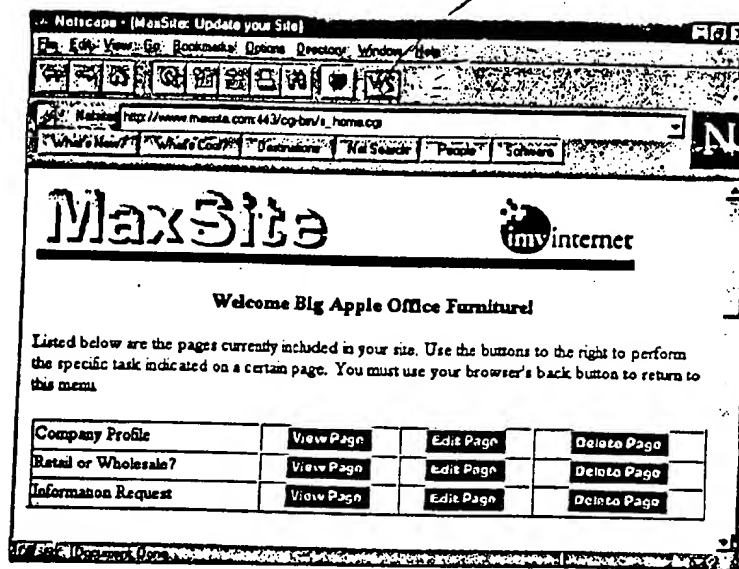 Netscape - [MaxSite: Update your Site]
File Edit View Go Bookmarks Options Directory Window Help
http://www.maxsite.com:443/cgi-bin/s_home.cgi
What's New? What's Cool? Destinations Net Search People Software
N
MaxSite
imv internet
Welcome Big Apple Office Furniture!
Listed below are the pages currently included in your site. Use the buttons to the right to perform
the specific task indicated on a certain page. You must use your browser's back button to return to
this menu
Company Profile View Page Edit Page Delete Page
Retail or Wholesale? View Page Edit Page Delete Page
Information Request View Page Edit Page Delete Page
Document Done